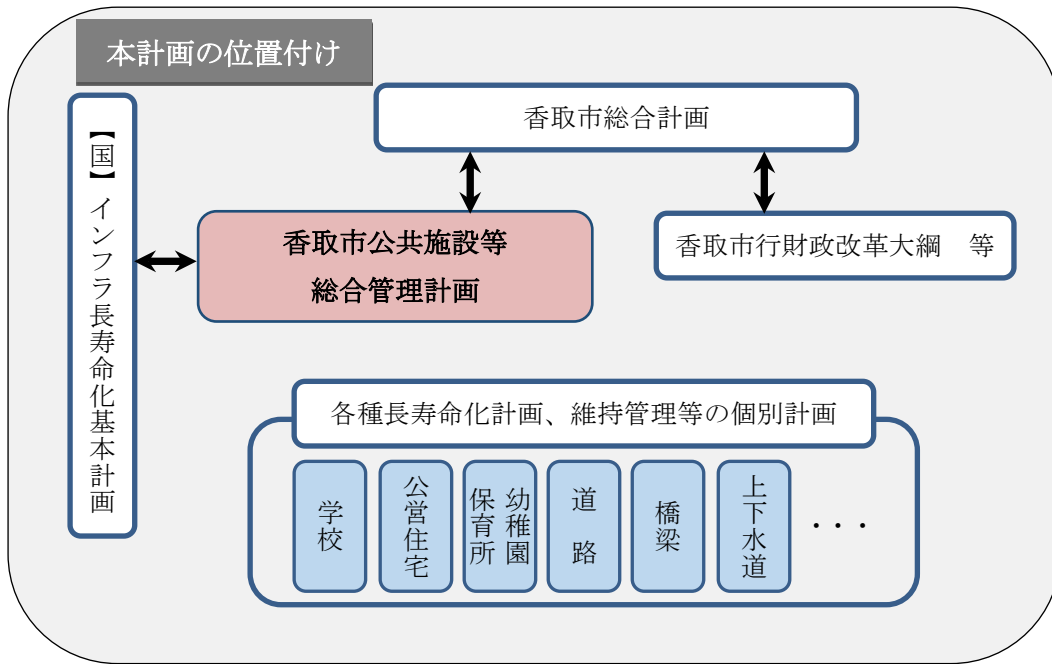 本計画の位置付け
香取市総合計画
【国】インフラ長寿命化基本計画
香取市公共施設等
総合管理計画
香取市行財政改革大綱　等
各種長寿命化計画、維持管理等の個別計画
学校
公営住宅
幼稚園
保育所
道　路
橋梁
上下水道
・・・